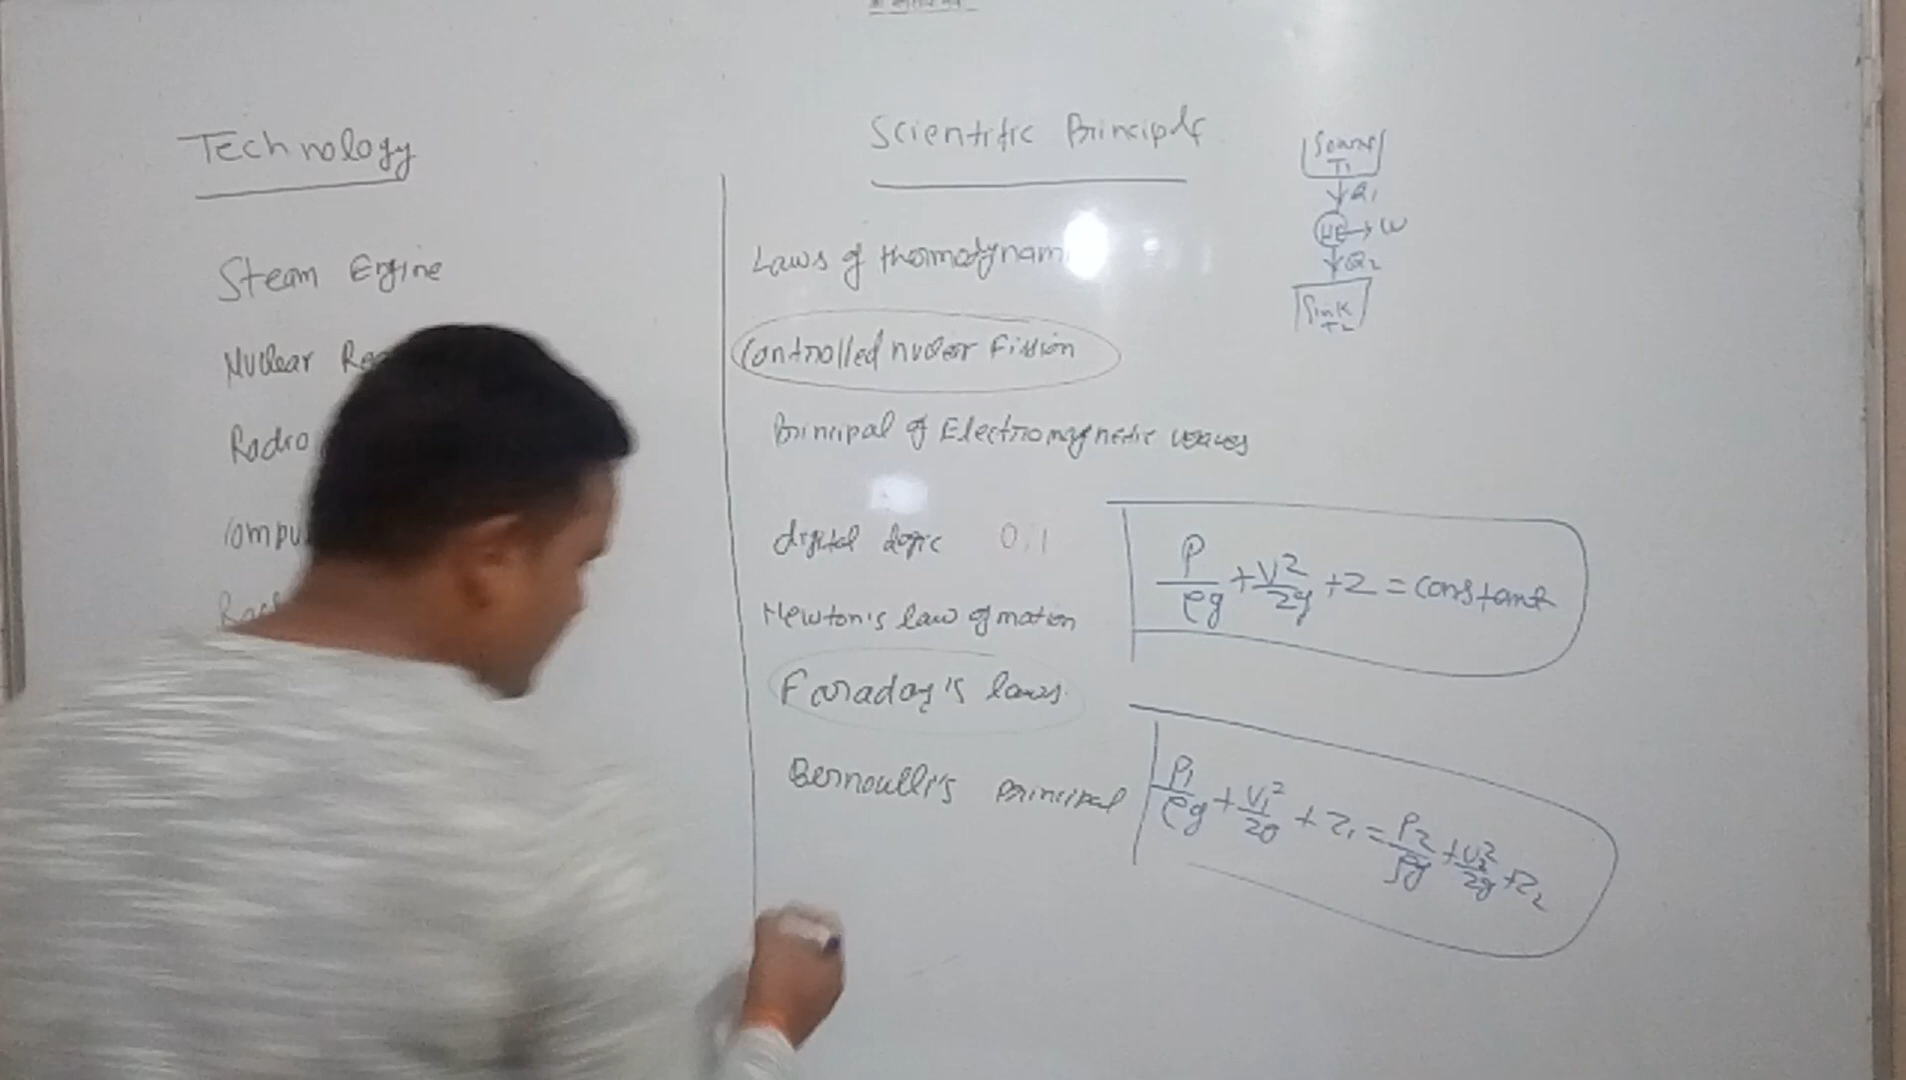 Technology
Scientific Principle
Steam Engine
Laws of thermodynam
Nuclear Rea
Controlled nuclear Fission
Radio
Principal of Electromagnetic waves
Compu
digital logic 0,1
Newton's law of motion
Faraday's laws.
Bernoulli's principal
Source
T1
Q1
HE → W
Q2
Sink
T2
P/ρg + V²/2g + Z = constant
P1/ρg + V1²/2g + Z1 = P2/ρg + V2²/2g + Z2